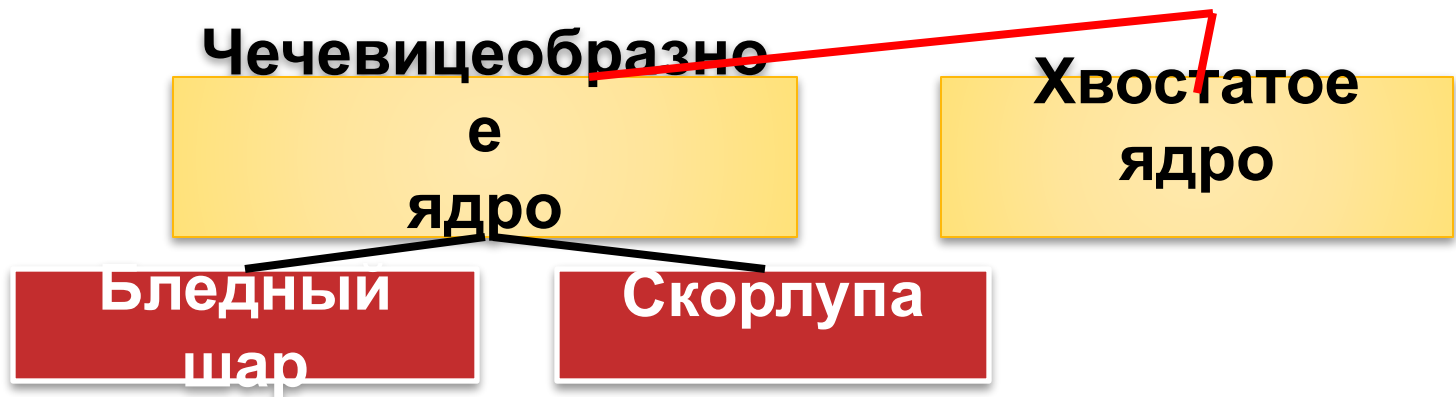 Чечевицеобразно
е
ядро
Хвостатое
ядро
Бледный
шар
Скорлупа